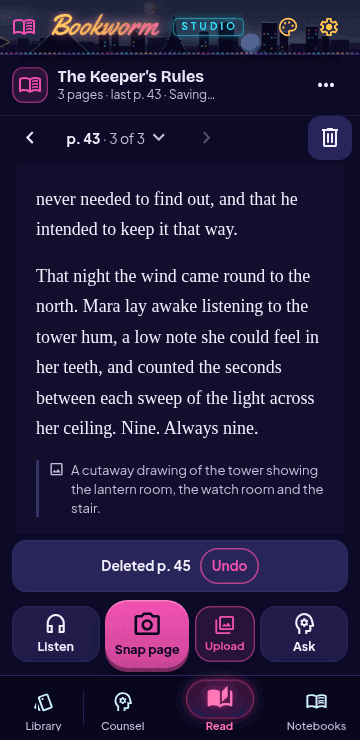 Bookworm STUDIO
The Keeper's Rules
3 pages · last p. 43 · Saving…
p. 43 · 3 of 3
never needed to find out, and that he
intended to keep it that way.
That night the wind came round to the
north. Mara lay awake listening to the
tower hum, a low note she could feel in
her teeth, and counted the seconds
between each sweep of the light across
her ceiling. Nine. Always nine.
A cutaway drawing of the tower showing
the lantern room, the watch room and the
stair.
Deleted p. 45 Undo
Listen Snap page Upload Ask
Library Counsel Read Notebooks